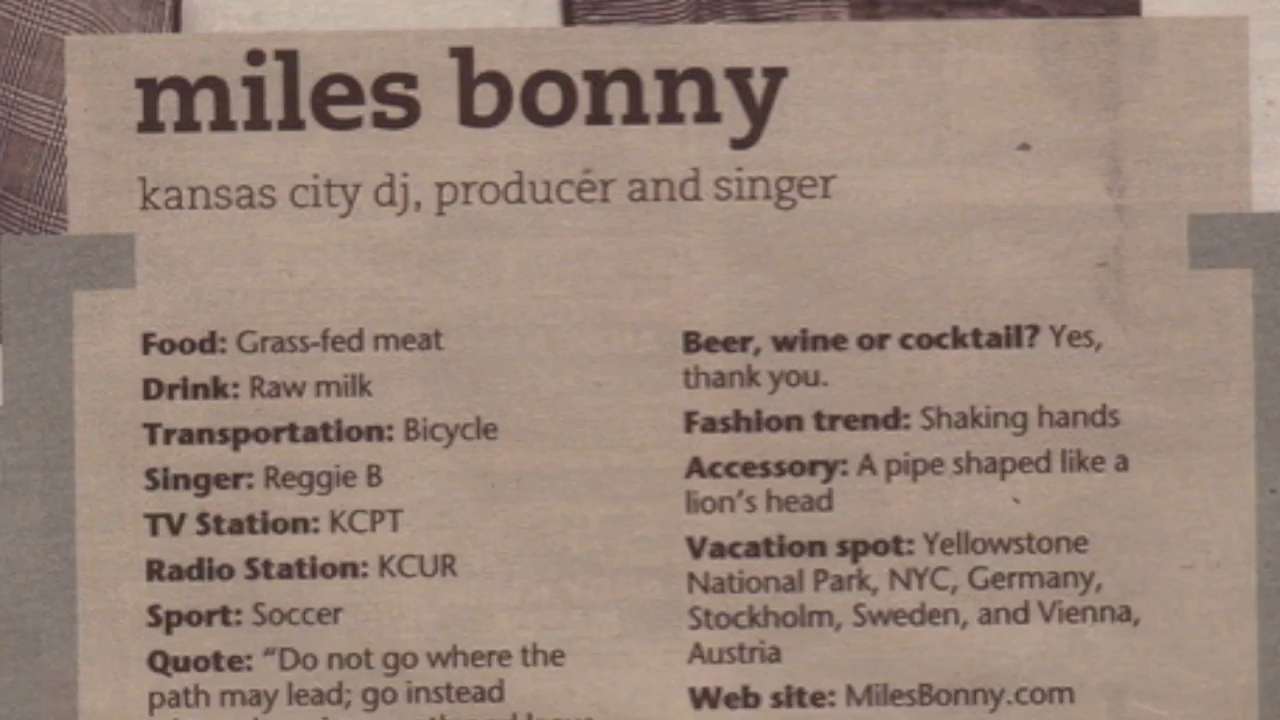 miles bonny
kansas city dj, producer and singer
Food: Grass-fed meat
Drink: Raw milk
Transportation: Bicycle
Singer: Reggie B
TV Station: KCPT
Radio Station: KCUR
Sport: Soccer
Quote: “Do not go where the
path may lead; go instead
Beer, wine or cocktail? Yes,
thank you.
Fashion trend: Shaking hands
Accessory: A pipe shaped like a
lion’s head
Vacation spot: Yellowstone
National Park, NYC, Germany,
Stockholm, Sweden, and Vienna,
Austria
Web site: MilesBonny.com